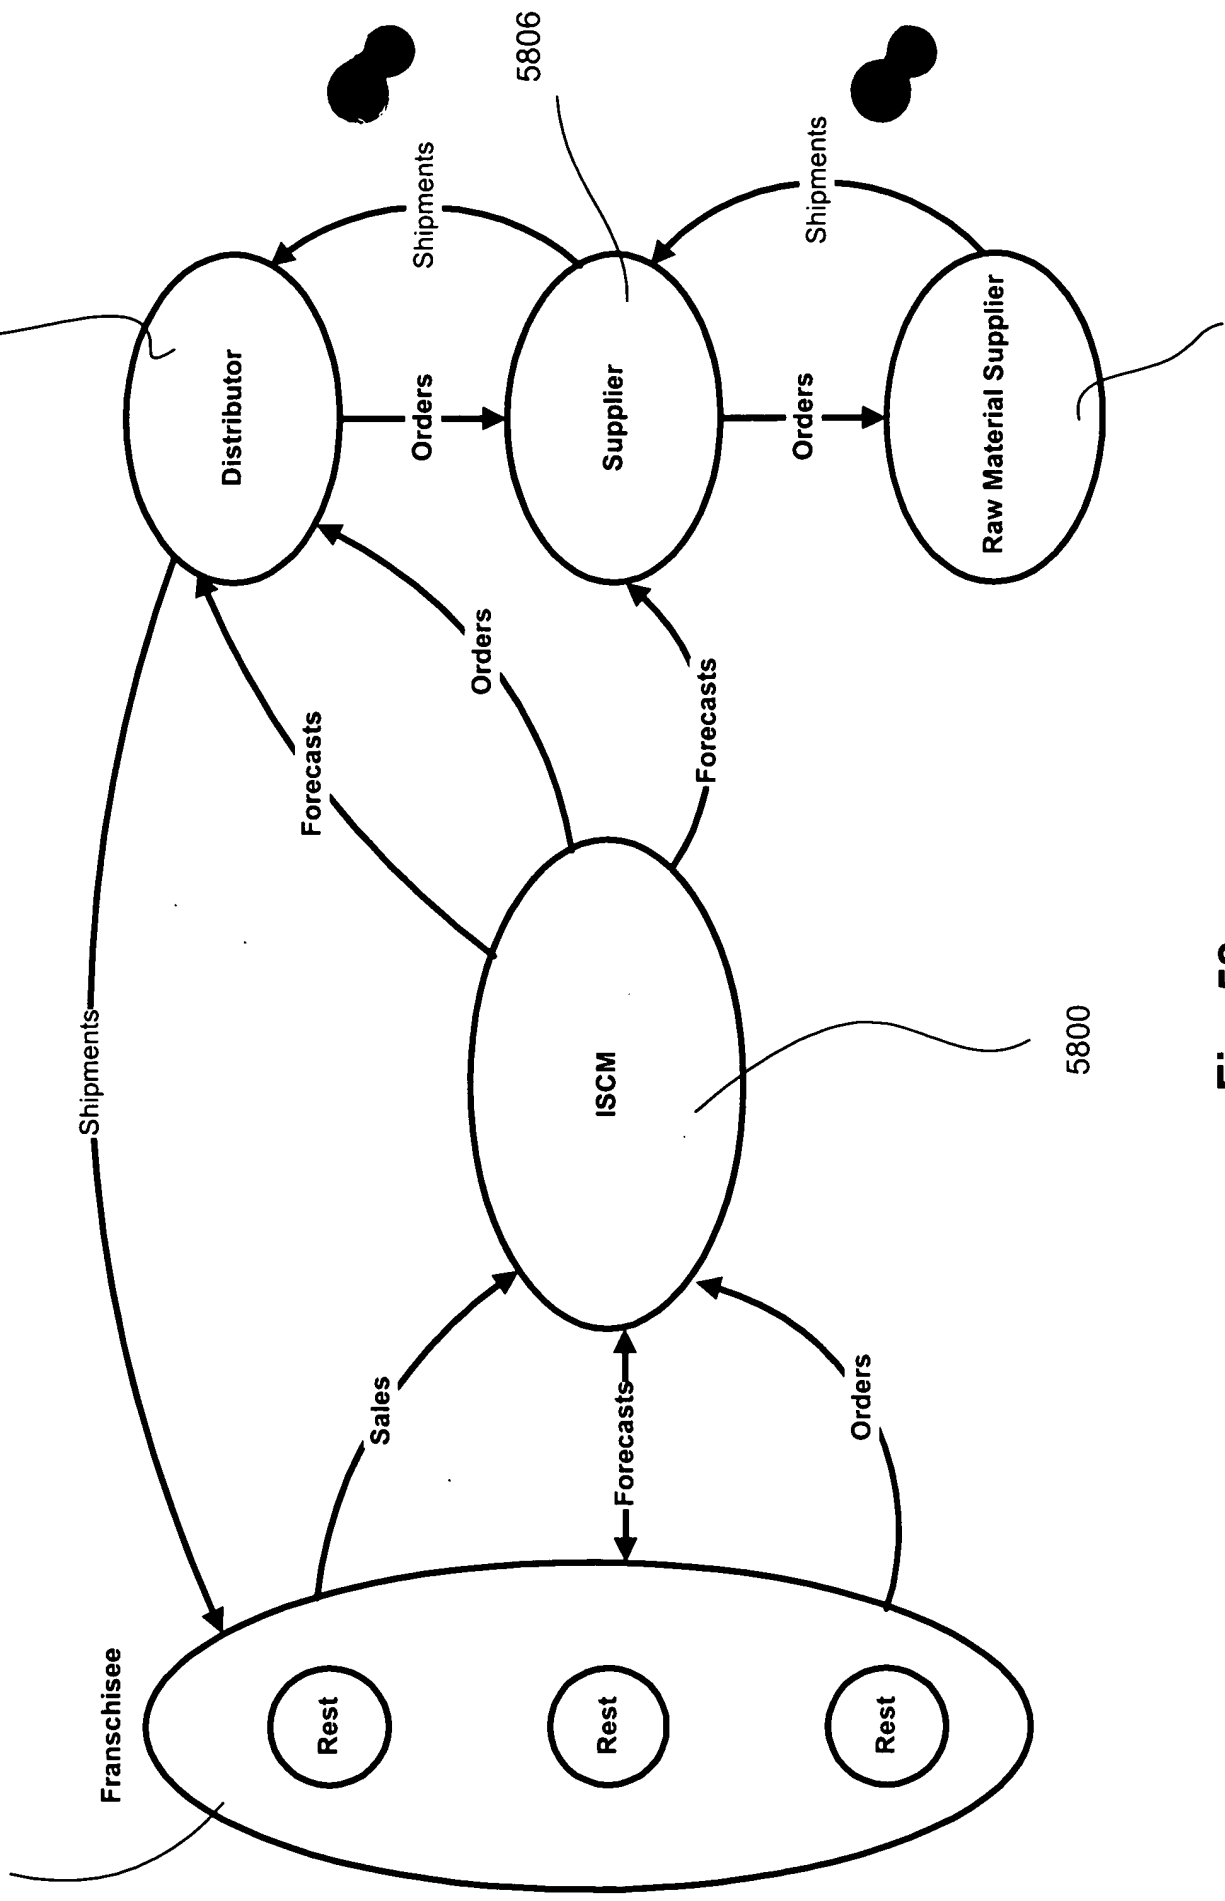 Franschisee
Rest
Rest
Rest
Shipments
Sales
Forecasts
Orders
ISCM
5800
Forecasts
Orders
Forecasts
Distributor
Orders
Shipments
Supplier
5806
Orders
Shipments
Raw Material Supplier